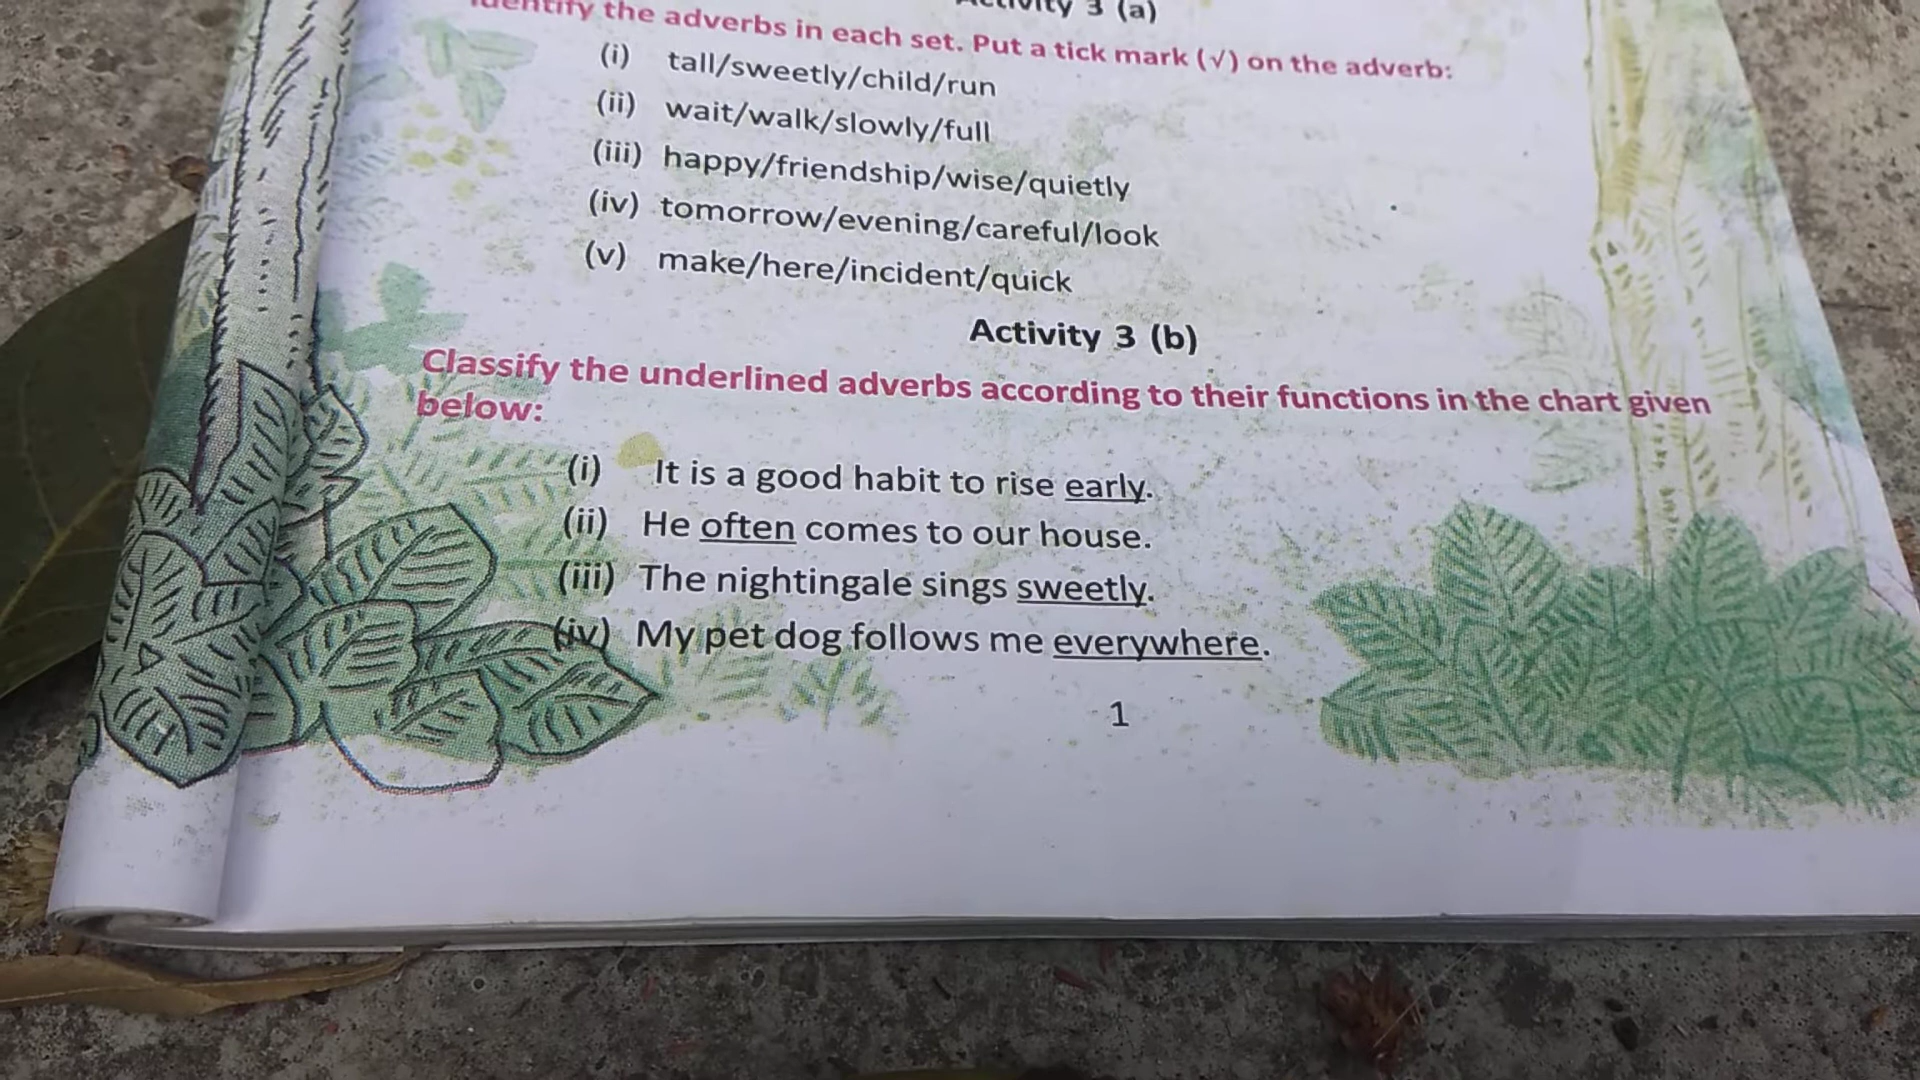 Activity 3 (a)
Identify the adverbs in each set. Put a tick mark (√) on the adverb:
(i) tall/sweetly/child/run
(ii) wait/walk/slowly/full
(iii) happy/friendship/wise/quietly
(iv) tomorrow/evening/careful/look
(v) make/here/incident/quick
Activity 3 (b)
Classify the underlined adverbs according to their functions in the chart given
below:
(i) It is a good habit to rise early.
(ii) He often comes to our house.
(iii) The nightingale sings sweetly.
(iv) My pet dog follows me everywhere.
1